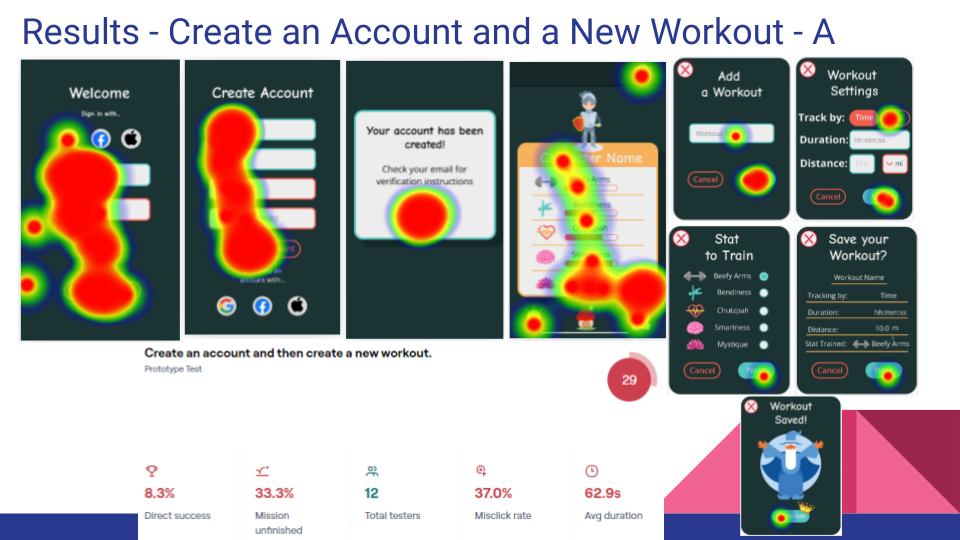 Results - Create an Account and a New Workout - A
Welcome
Sign in with...
Create Account
account with...
Your account has been
created!
Check your email for
verification instructions
Name
Arms
Add
a Workout
Cancel
Workout
Settings
Track by:
Time
Duration:
hh:mm:ss
Distance:
10.0
mi
Cancel
Stat
to Train
Beefy Arms
Bendiness
Chutzpah
Smartness
Mystique
Cancel
Save your
Workout?
Workout Name
Tracking by:
Time
Duration:
hh:mm:ss
Distance:
10.0 mi
Stat Trained:
Beefy Arms
Cancel
Workout
Saved!
Create an account and then create a new workout.
Prototype Test
29
8.3%
Direct success
33.3%
Mission
unfinished
12
Total testers
37.0%
Misclick rate
62.9s
Avg duration